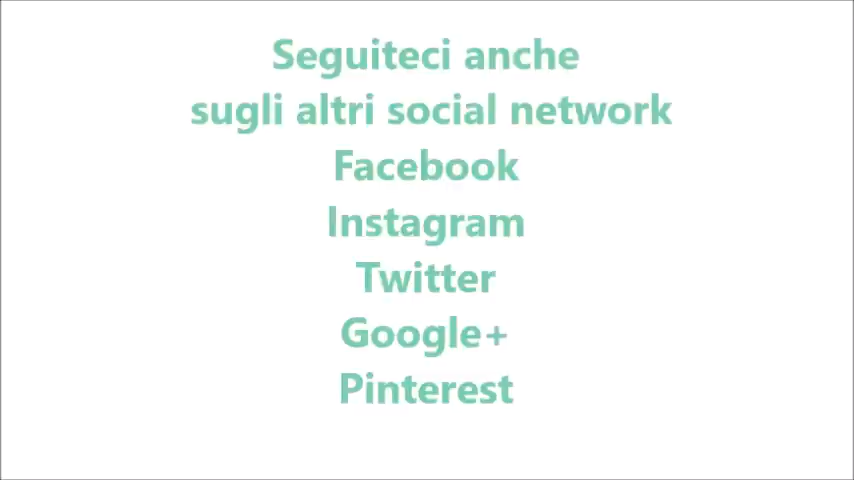 Seguiteci anche
sugli altri social network
Facebook
Instagram
Twitter
Google+
Pinterest